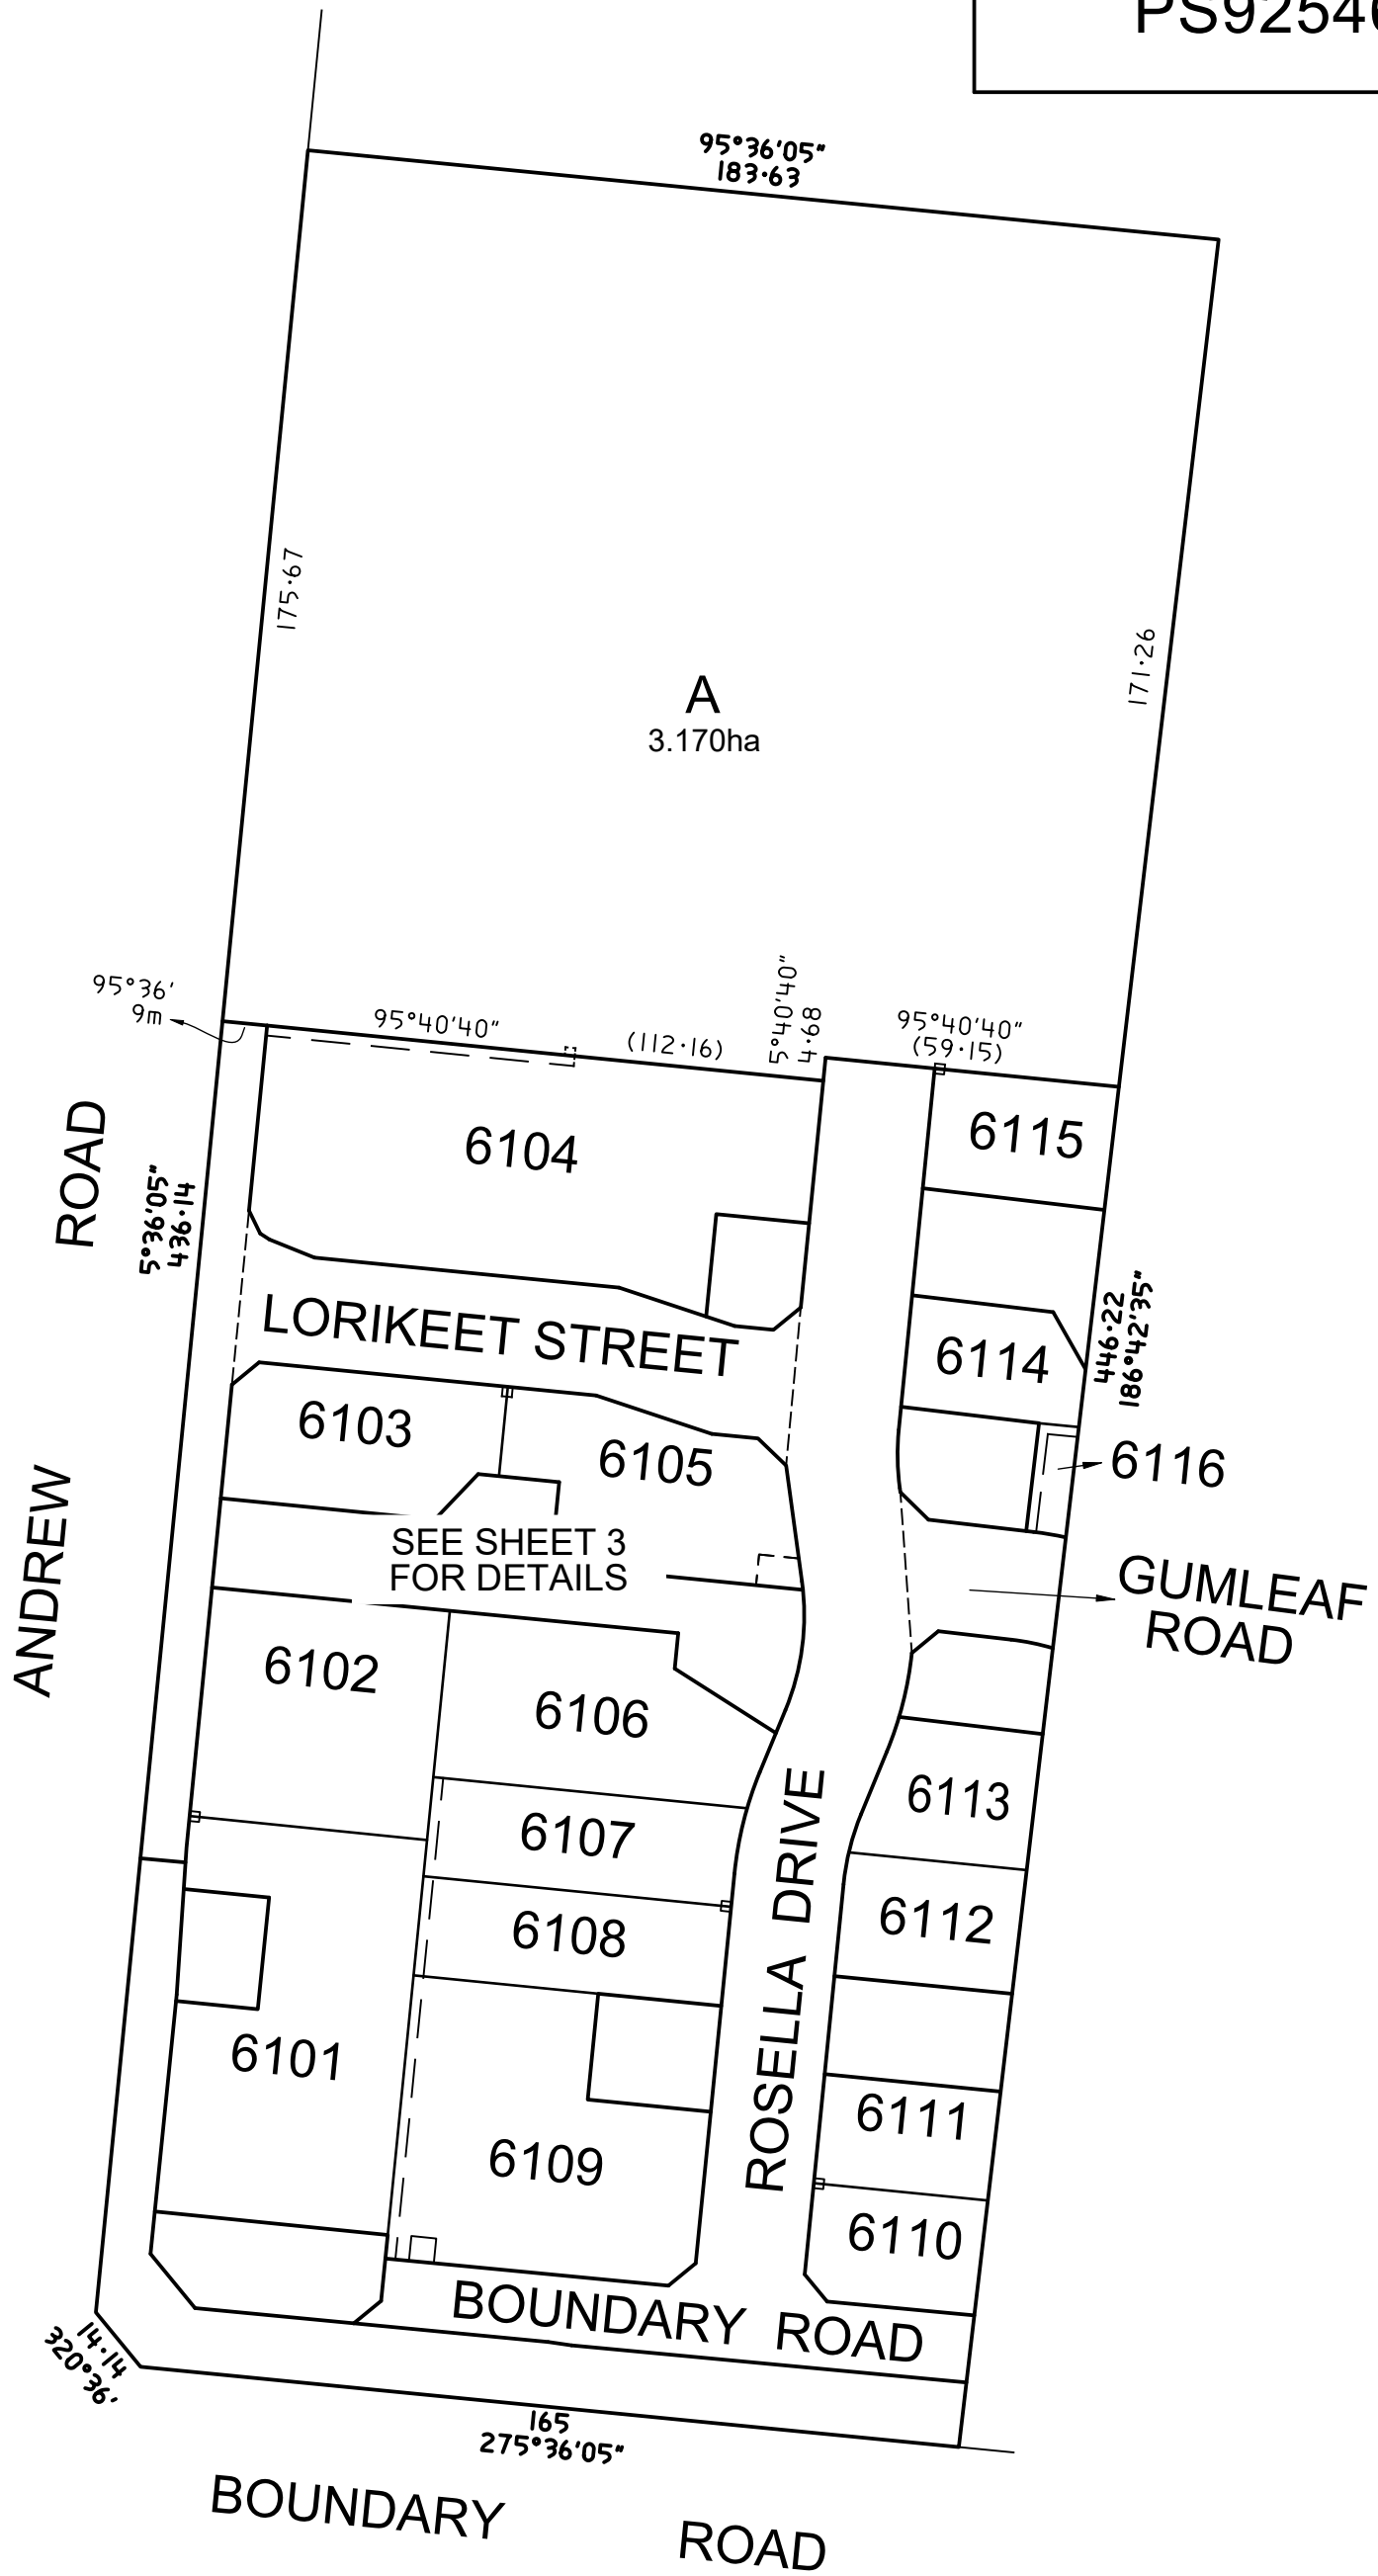 PS92546
95°36'05"
183·63
175·67
171·26
A
3.170ha
95°36'
9m
95°40'40"
(112·16)
5°40'40"
4·68
95°40'40"
(59·15)
6115
6104
ROAD
5°36'05"
436·14
LORIKEET STREET
6114
446·22
186°42'35"
6103
6105
6116
ANDREW
SEE SHEET 3
FOR DETAILS
GUMLEAF
ROAD
6102
6106
6113
6107
6112
6108
ROSELLA DRIVE
6101
6111
6109
6110
BOUNDARY ROAD
14·14
320°36'
165
275°36'05"
BOUNDARY ROAD